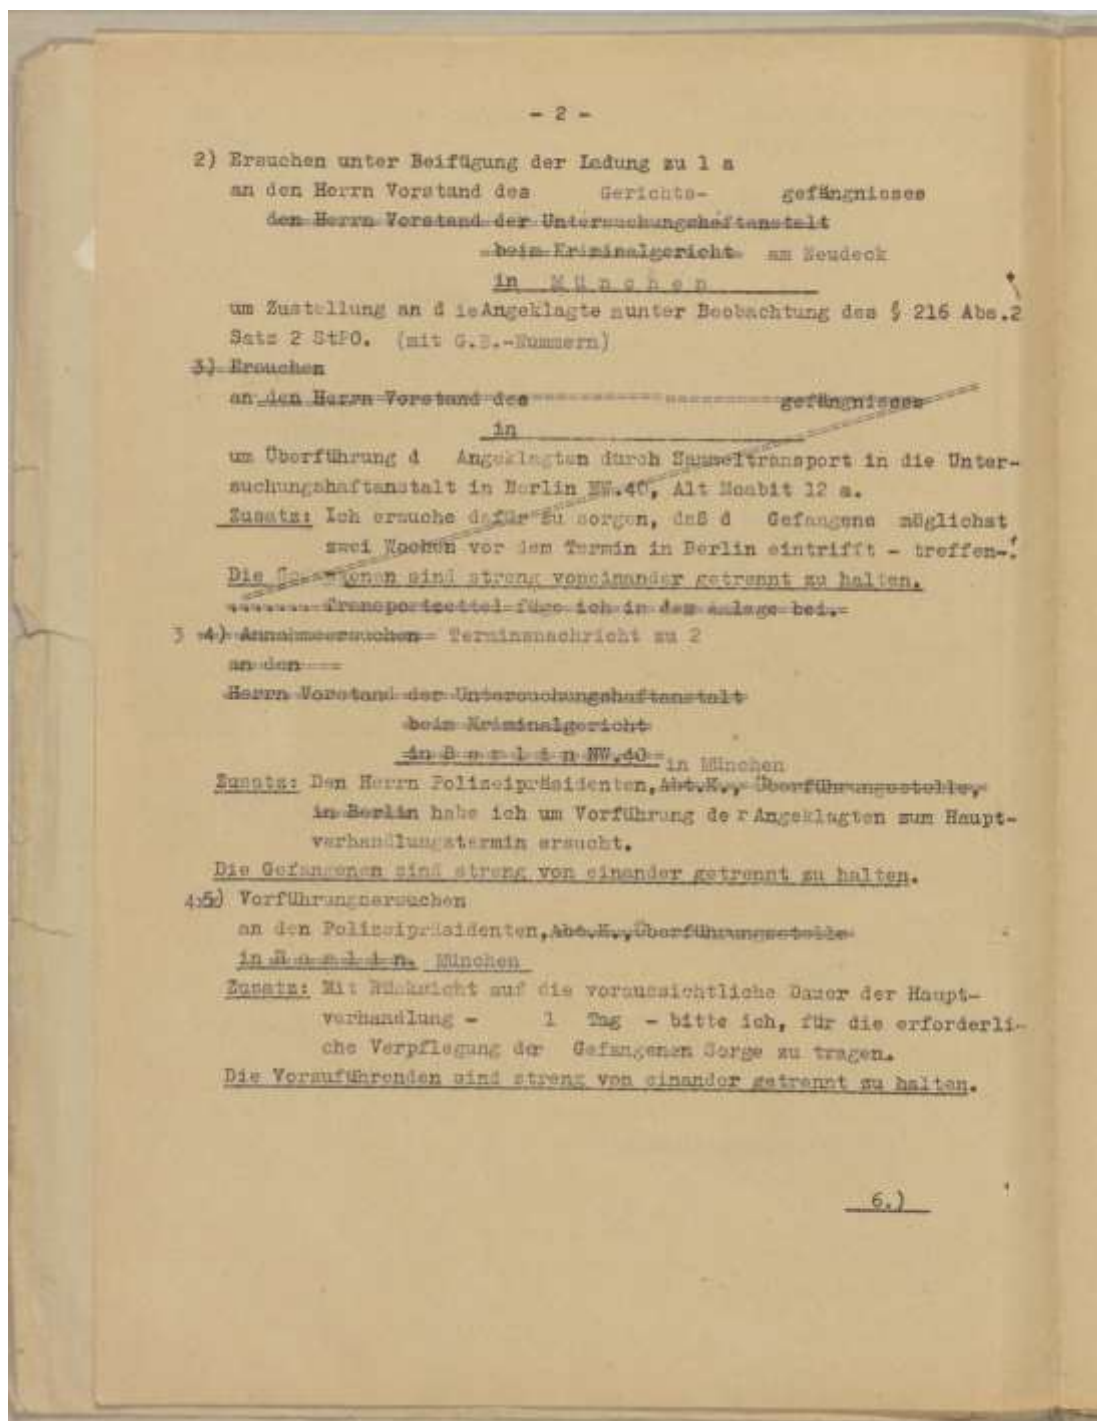 - 2 -
2) Ersuchen unter Beifügung der Ladung zu 1 a
an den Herrn Vorstand des Gerichts- gefängnisses
den Herrn Vorstand der Untersuchungshaftanstalt
beim Kriminalgericht am Neudeck
in München
um Zustellung an d ie Angeklagte nunter Beobachtung des § 216 Abs.2
Satz 2 StPO. (mit G.B.-Nummern)
3) Ersuchen
an den Herrn Vorstand des gefängnisses
in
um Überführung d Angeklagten durch Sammeltransport in die Unter-
suchungshaftanstalt in Berlin NW.40, Alt Moabit 12 a.
Zusatz: Ich ersuche dafür zu sorgen, daß d Gefangene möglichst
zwei Wochen vor dem Termin in Berlin eintrifft - treffen-.
Die Gefangenen sind streng voneinander getrennt zu halten.
....... Transportzettel füge ich in der Anlage bei.
3 4) Annahmeersuchen Terminsnachricht zu 2
an den
Herrn Vorstand der Untersuchungshaftanstalt
beim Kriminalgericht
in Berlin NW.40 in München
Zusatz: Den Herrn Polizeipräsidenten, Abt.K., Überführungsstelle,
in Berlin habe ich um Vorführung de r Angeklagten zum Haupt-
verhandlungstermin ersucht.
Die Gefangenen sind streng von einander getrennt zu halten.
4 5) Vorführungsersuchen
an den Polizeipräsidenten, Abt.K., Überführungsstelle
in Berlin. München
Zusatz: Mit Rücksicht auf die voraussichtliche Dauer der Haupt-
verhandlung - 1 Tag - bitte ich, für die erforderli-
che Verpflegung der Gefangenen Sorge zu tragen.
Die Vorzuführenden sind streng von einander getrennt zu halten.
6.)